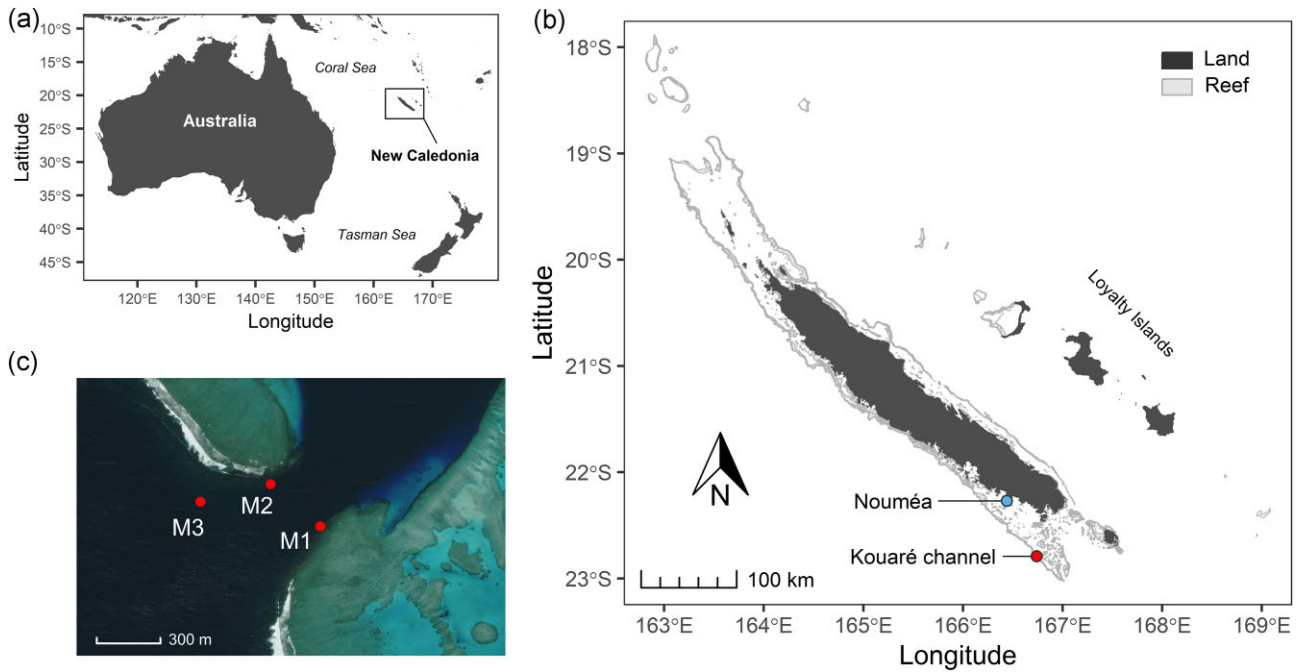 (a)
10°S
15°S
20°S
25°S
30°S
35°S
40°S
45°S
Latitude
Coral Sea
Australia
New Caledonia
Tasman Sea
120°E
130°E
140°E
150°E
160°E
170°E
Longitude
(b)
18°S
19°S
20°S
21°S
22°S
23°S
Latitude
Land
Reef
Loyalty Islands
N
Nouméa
Kouaré channel
100 km
163°E
164°E
165°E
166°E
167°E
168°E
169°E
Longitude
(c)
M3
M2
M1
300 m